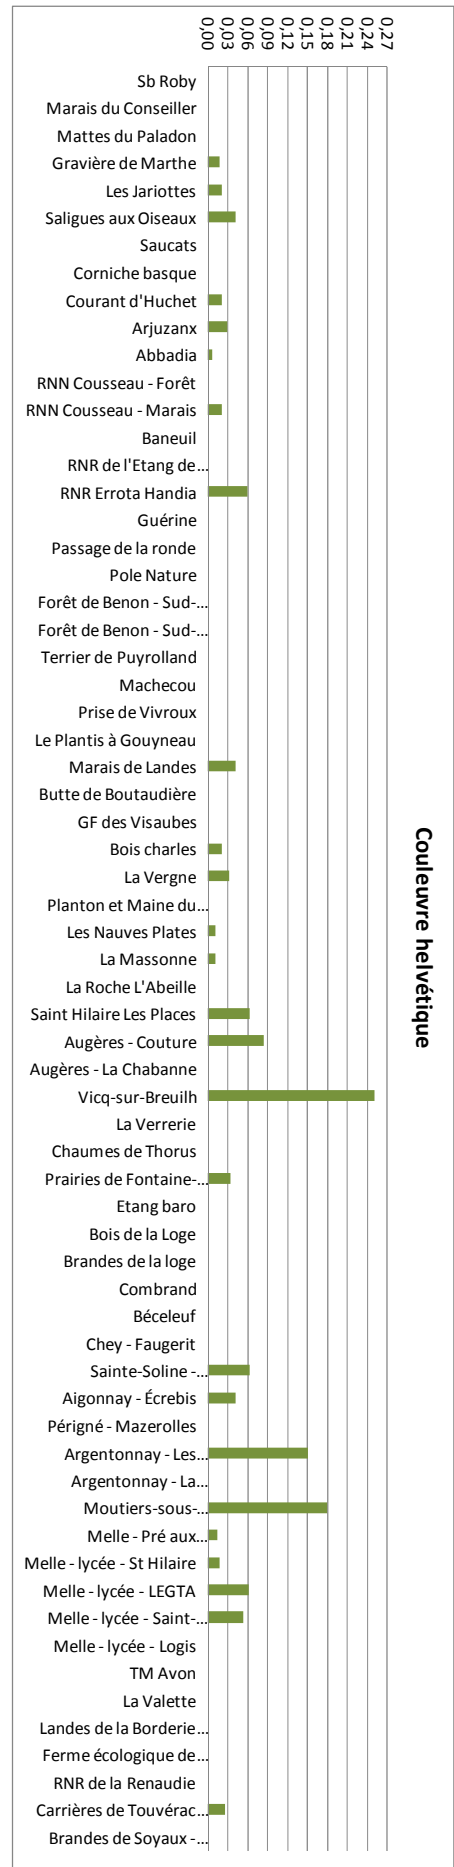 Couleuvre helvétique
0,00 0,03 0,06 0,09 0,12 0,15 0,18 0,21 0,24 0,27
Sb Roby
Marais du Conseiller
Mattes du Paladon
Gravière de Marthe
Les Jariottes
Saligues aux Oiseaux
Saucats
Corniche basque
Courant d'Huchet
Arjuzanx
Abbadia
RNN Cousseau - Forêt
RNN Cousseau - Marais
Baneuil
RNR de l'Etang de...
RNR Errota Handia
Guérine
Passage de la ronde
Pole Nature
Forêt de Benon - Sud-...
Forêt de Benon - Sud-...
Terrier de Puyrolland
Machecou
Prise de Vivroux
Le Plantis à Gouyneau
Marais de Landes
Butte de Boutaudière
GF des Visaubes
Bois charles
La Vergne
Planton et Maine du...
Les Nauves Plates
La Massonne
La Roche L'Abeille
Saint Hilaire Les Places
Augères - Couture
Augères - La Chabanne
Vicq-sur-Breuilh
La Verrerie
Chaumes de Thorus
Prairies de Fontaine-...
Etang baro
Bois de la Loge
Brandes de la loge
Combrand
Béceleuf
Chey - Faugerit
Sainte-Soline -...
Aigonnay - Écrebis
Périgné - Mazerolles
Argentonnay - Les...
Argentonnay - La...
Moutiers-sous-...
Melle - Pré aux...
Melle - lycée - St Hilaire
Melle - lycée - LEGTA
Melle - lycée - Saint-...
Melle - lycée - Logis
TM Avon
La Valette
Landes de la Borderie...
Ferme écologique de...
RNR de la Renaudie
Carrières de Touvérac...
Brandes de Soyaux -...